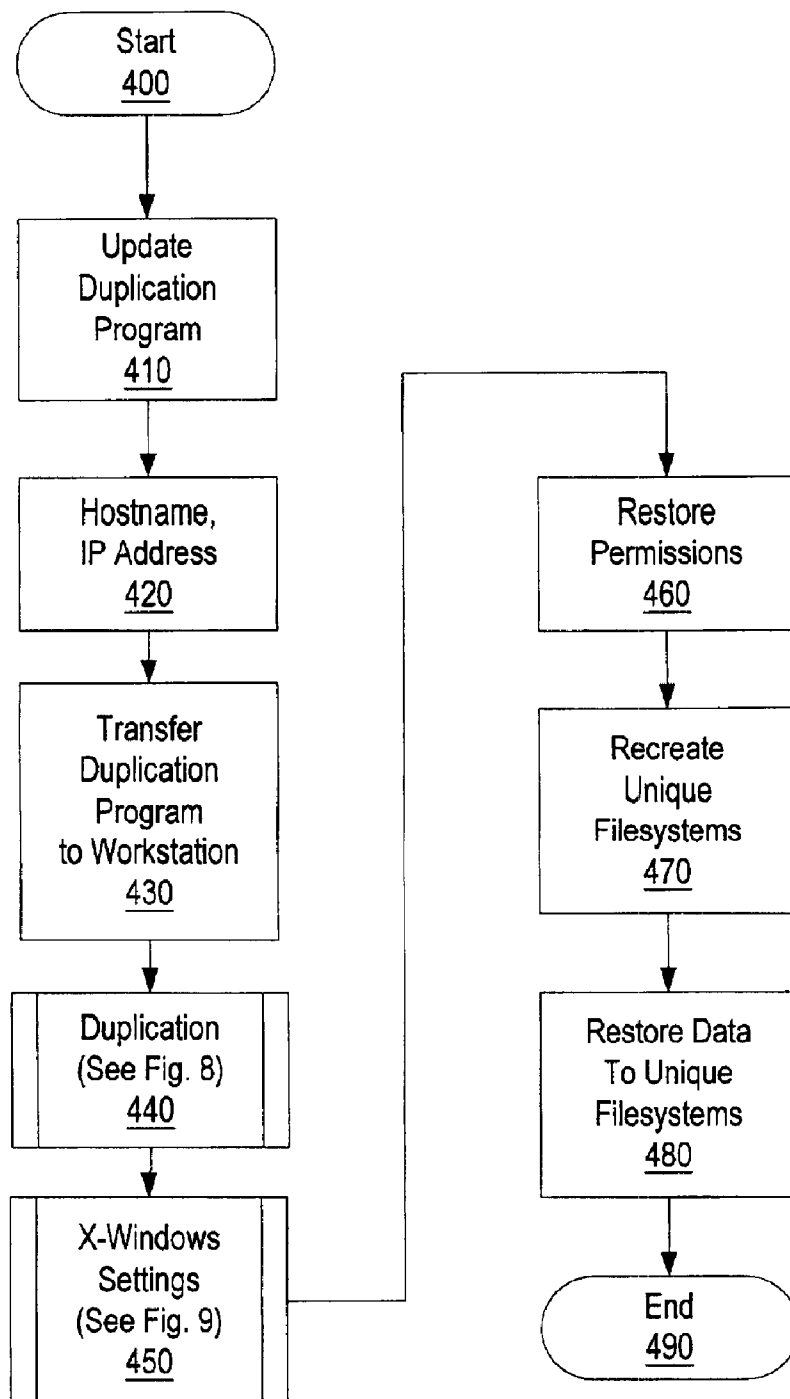 Start
400
Update
Duplication
Program
410
Hostname,
IP Address
420
Transfer
Duplication
Program
to Workstation
430
Duplication
(See Fig. 8)
440
X-Windows
Settings
(See Fig. 9)
450
Restore
Permissions
460
Recreate
Unique
Filesystems
470
Restore Data
To Unique
Filesystems
480
End
490